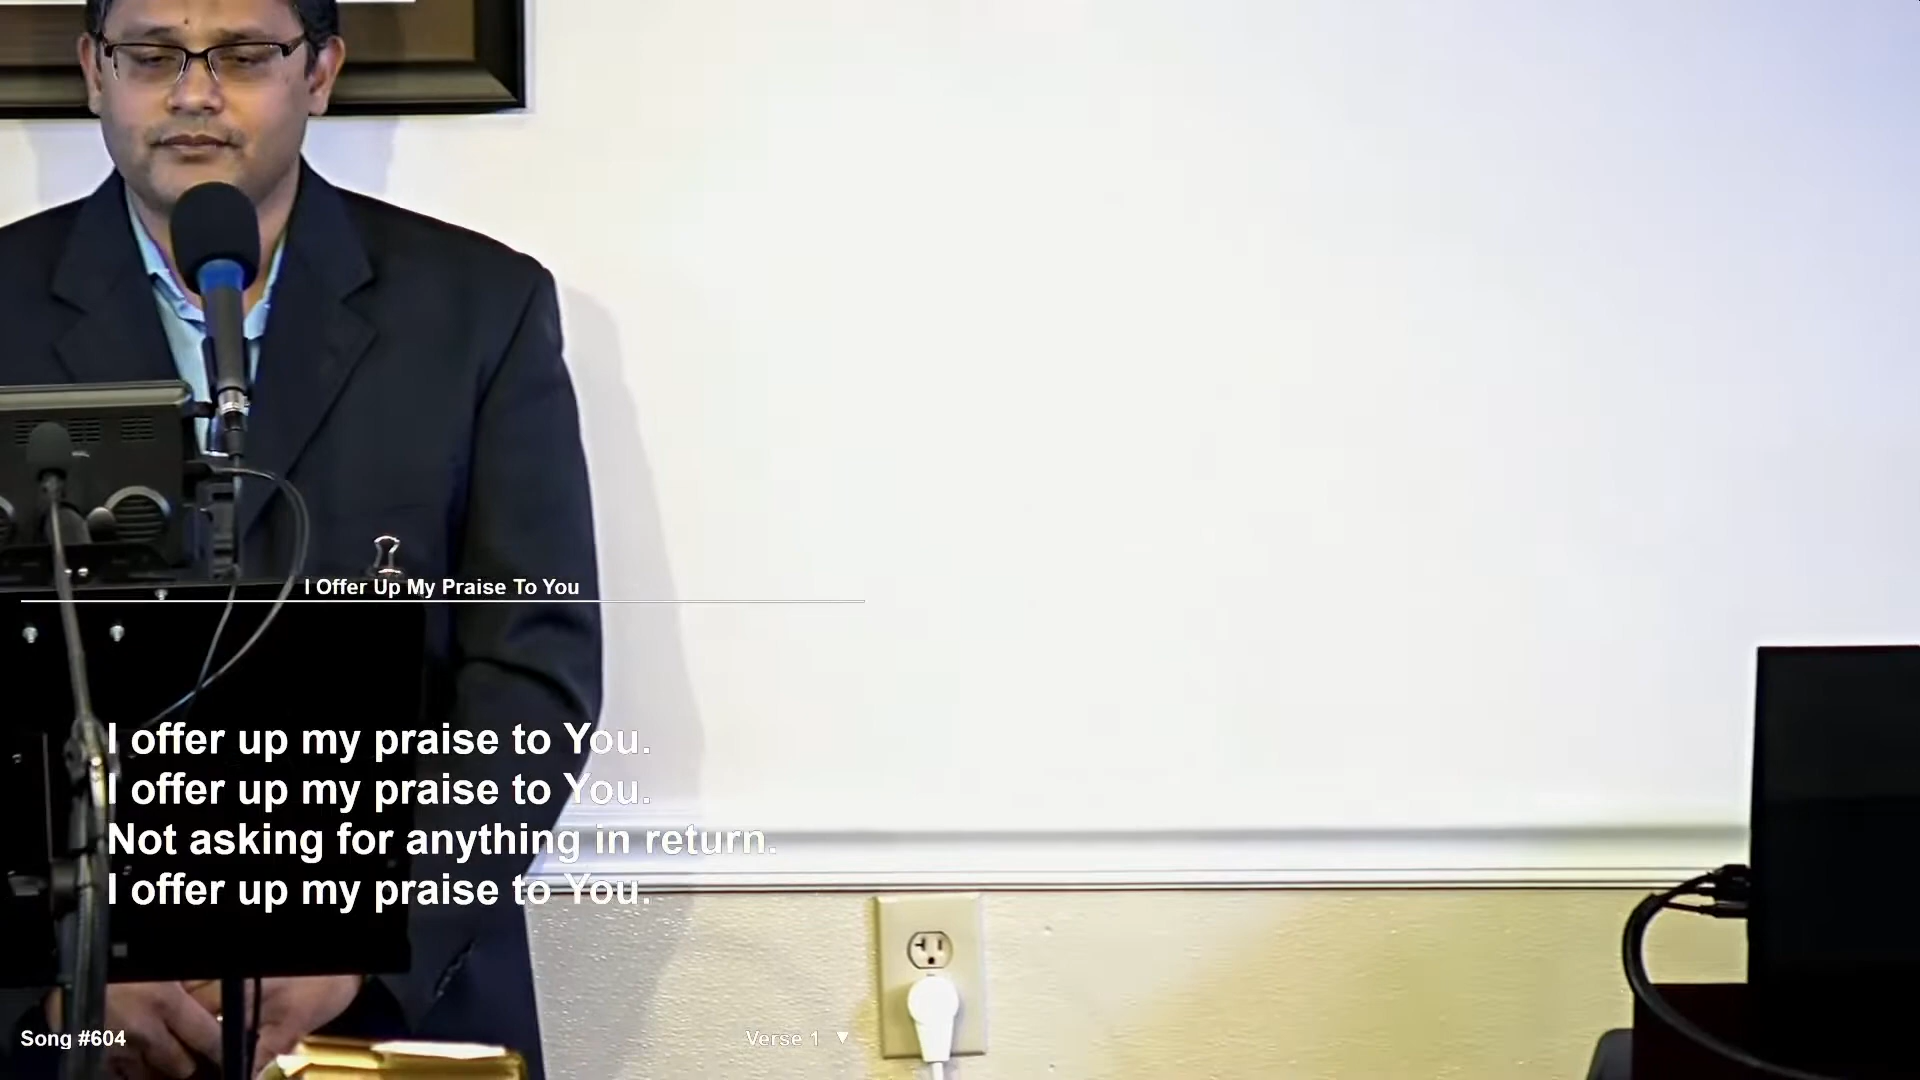 I Offer Up My Praise To You
I offer up my praise to You.
I offer up my praise to You.
Not asking for anything in return.
I offer up my praise to You.
Song #604
Verse 1 ▼